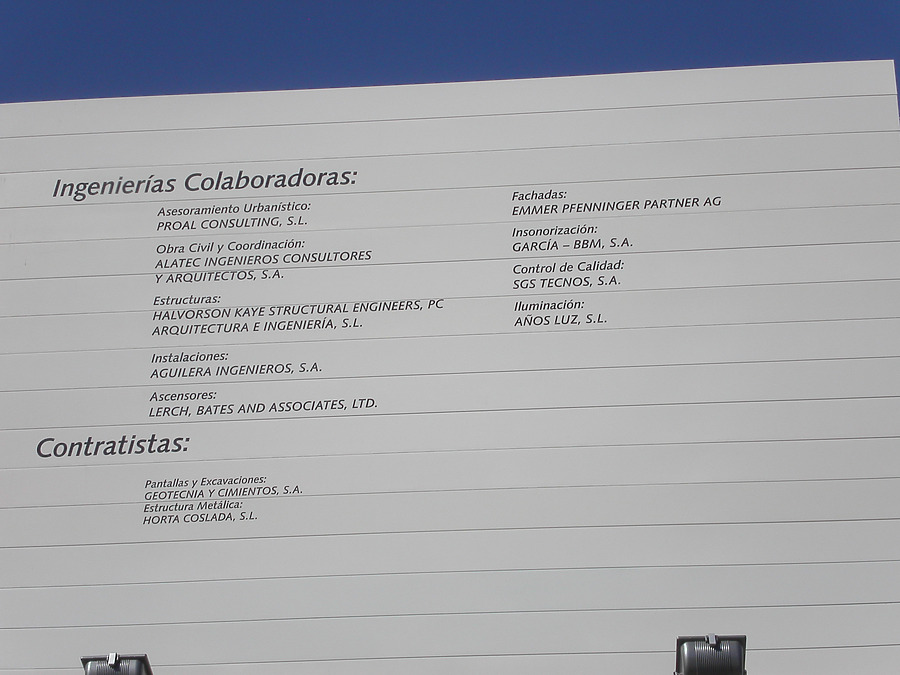 Ingenierías Colaboradoras:
Asesoramiento Urbanístico:
PROAL CONSULTING, S.L.
Obra Civil y Coordinación:
ALATEC INGENIEROS CONSULTORES
Y ARQUITECTOS, S.A.
Estructuras:
HALVORSON KAYE STRUCTURAL ENGINEERS, PC
ARQUITECTURA E INGENIERÍA, S.L.
Instalaciones:
AGUILERA INGENIEROS, S.A.
Ascensores:
LERCH, BATES AND ASSOCIATES, LTD.
Fachadas:
EMMER PFENNINGER PARTNER AG
Insonorización:
GARCÍA – BBM, S.A.
Control de Calidad:
SGS TECNOS, S.A.
Iluminación:
AÑOS LUZ, S.L.
Contratistas:
Pantallas y Excavaciones:
GEOTECNIA Y CIMIENTOS, S.A.
Estructura Metálica:
HORTA COSLADA, S.L.